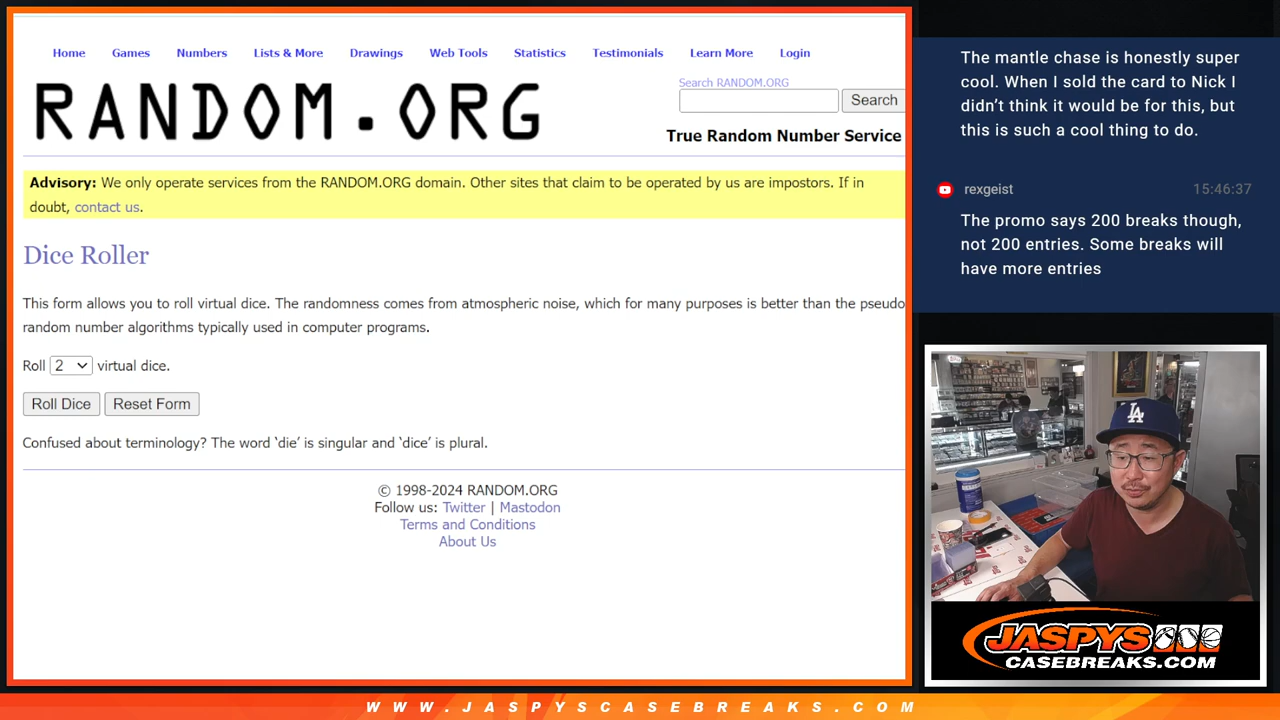 Home Games Numbers Lists & More Drawings Web Tools Statistics Testimonials Learn More Login
RANDOM.ORG
Search RANDOM.ORG
Search
True Random Number Service
Advisory: We only operate services from the RANDOM.ORG domain. Other sites that claim to be operated by us are impostors. If in
doubt, contact us.
Dice Roller
This form allows you to roll virtual dice. The randomness comes from atmospheric noise, which for many purposes is better than the pseudo
random number algorithms typically used in computer programs.
Roll 2 virtual dice.
Roll Dice Reset Form
Confused about terminology? The word ‘die’ is singular and ‘dice’ is plural.
© 1998-2024 RANDOM.ORG
Follow us: Twitter | Mastodon
Terms and Conditions
About Us
The mantle chase is honestly super
cool. When I sold the card to Nick I
didn’t think it would be for this, but
this is such a cool thing to do.
rexgeist 15:46:37
The promo says 200 breaks though,
not 200 entries. Some breaks will
have more entries
LA
JASPYS
CASEBREAKS.COM
WWW.JASPYSCASEBREAKS.COM